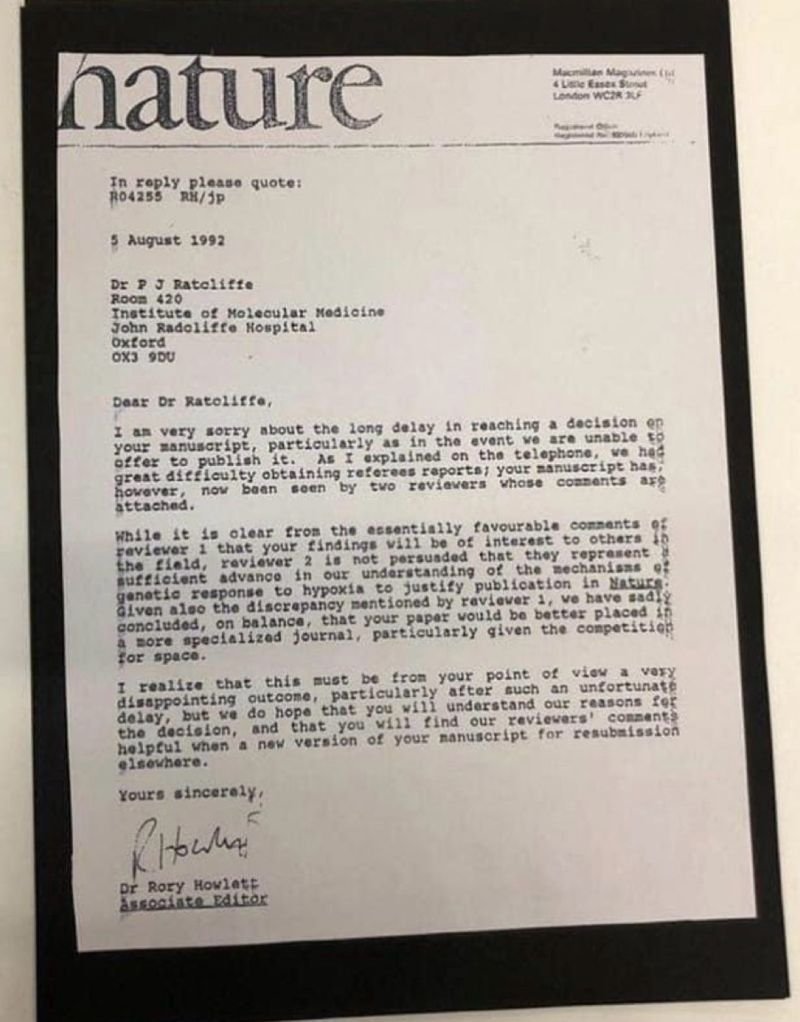 nature
Macmillan Magazines Ltd
4 Little Essex Street
London WC2R 3LF
Registered Office
In reply please quote:
R04255 RH/jp
5 August 1992
Dr P J Ratcliffe
Room 420
Institute of Molecular Medicine
John Radcliffe Hospital
Oxford
OX3 9DU
Dear Dr Ratcliffe,
I am very sorry about the long delay in reaching a decision on
your manuscript, particularly as in the event we are unable to
offer to publish it. As I explained on the telephone, we had
great difficulty obtaining referees reports; your manuscript has,
however, now been seen by two reviewers whose comments are
attached.
While it is clear from the essentially favourable comments of
reviewer 1 that your findings will be of interest to others in
the field, reviewer 2 is not persuaded that they represent a
sufficient advance in our understanding of the mechanisms of
genetic response to hypoxia to justify publication in Nature.
Given also the discrepancy mentioned by reviewer 1, we have sadly
concluded, on balance, that your paper would be better placed in
a more specialized journal, particularly given the competition
for space.
I realize that this must be from your point of view a very
disappointing outcome, particularly after such an unfortunate
delay, but we do hope that you will understand our reasons for
the decision, and that you will find our reviewers' comments
helpful when a new version of your manuscript for resubmission
elsewhere.
Yours sincerely,
R Howlett
Dr Rory Howlett
Associate Editor